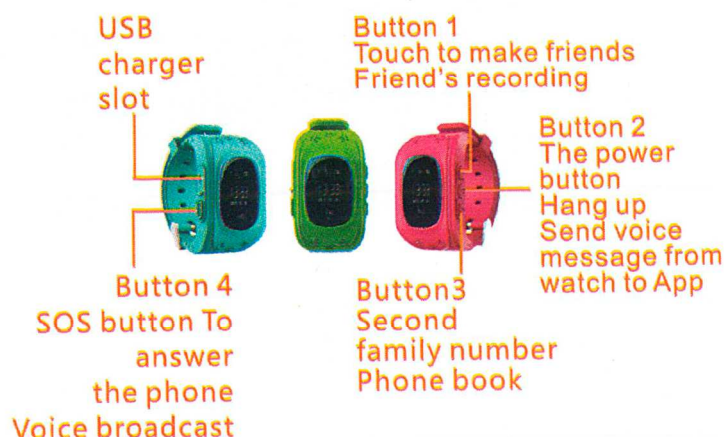 USB
charger
slot
Button 1
Touch to make friends
Friend's recording
Button 2
The power
button
Hang up
Send voice
message from
watch to App
Button 4
SOS button To
answer
the phone
Voice broadcast
Button3
Second
family number
Phone book